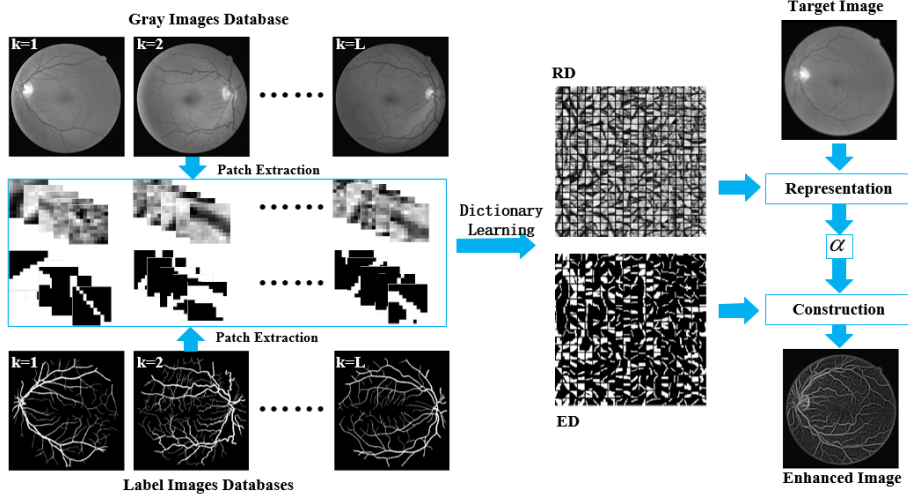 Gray Images Database
Target Image
k=1
k=2
k=L
RD
Patch Extraction
Representation
Dictionary
Learning
α
Construction
Patch Extraction
k=1
k=2
k=L
ED
Label Images Databases
Enhanced Image